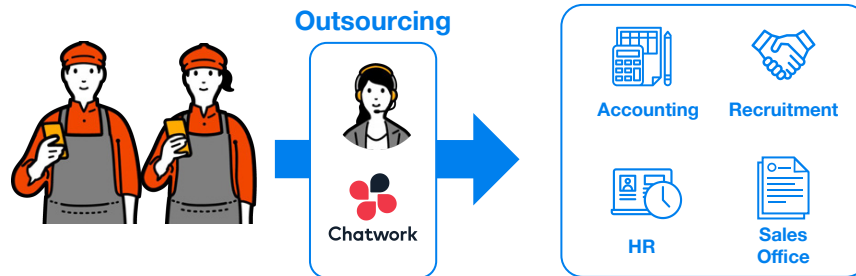 Outsourcing
Chatwork
Accounting
Recruitment
HR
Sales
Office